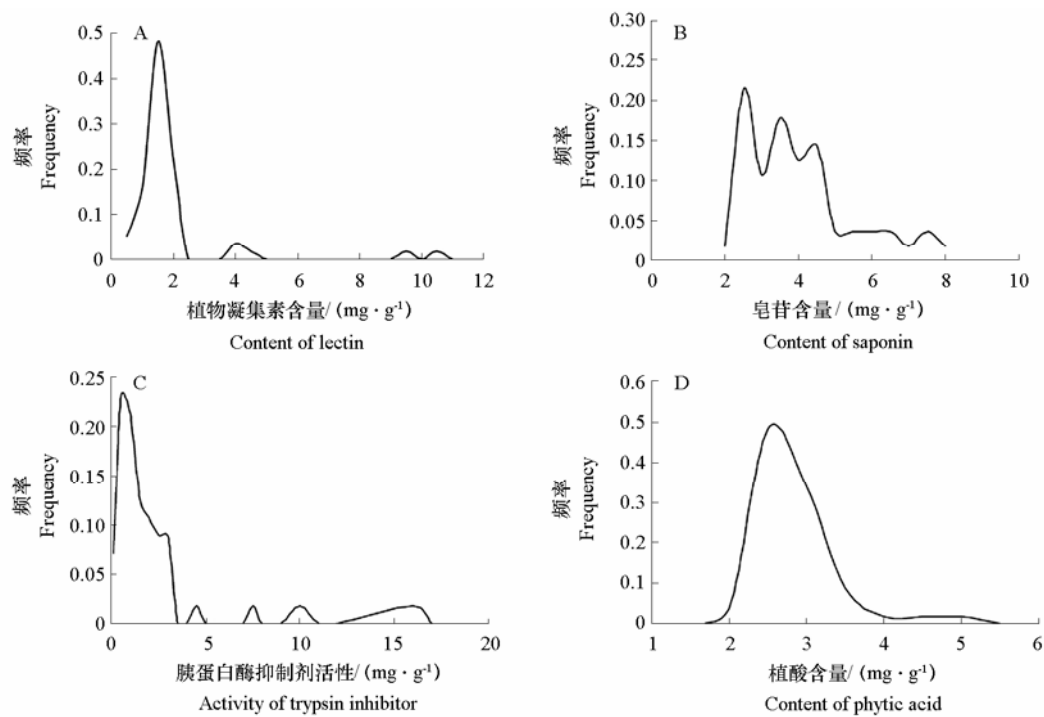 A
0.5
0.4
0.3
0.2
0.1
0
频率
Frequency
0 2 4 6 8 10 12
植物凝集素含量/ (mg · g⁻¹)
Content of lectin
B
0.30
0.25
0.20
0.15
0.10
0.05
0
频率
Frequency
0 2 4 6 8 10
皂苷含量/ (mg · g⁻¹)
Content of saponin
C
0.25
0.20
0.15
0.10
0.05
0
频率
Frequency
0 5 10 15 20
胰蛋白酶抑制剂活性/ (mg · g⁻¹)
Activity of trypsin inhibitor
D
0.6
0.5
0.4
0.3
0.2
0.1
0
频率
Frequency
1 2 3 4 5 6
植酸含量/ (mg · g⁻¹)
Content of phytic acid